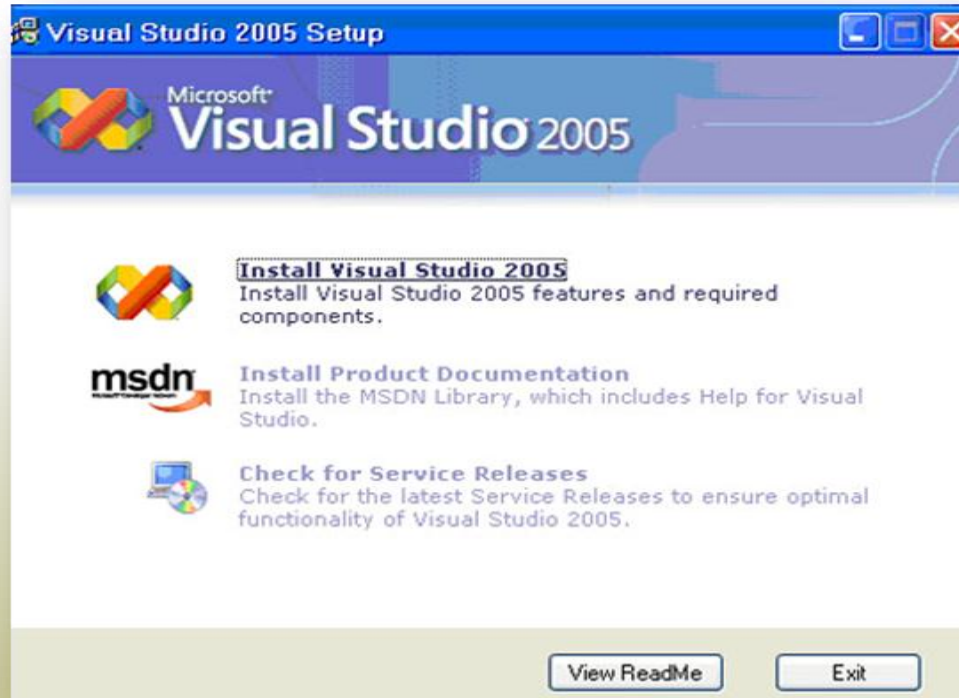 Visual Studio 2005 Setup
Microsoft®
Visual Studio 2005
Install Visual Studio 2005
Install Visual Studio 2005 features and required
components.
msdn
Install Product Documentation
Install the MSDN Library, which includes Help for Visual
Studio.
Check for Service Releases
Check for the latest Service Releases to ensure optimal
functionality of Visual Studio 2005.
View ReadMe
Exit